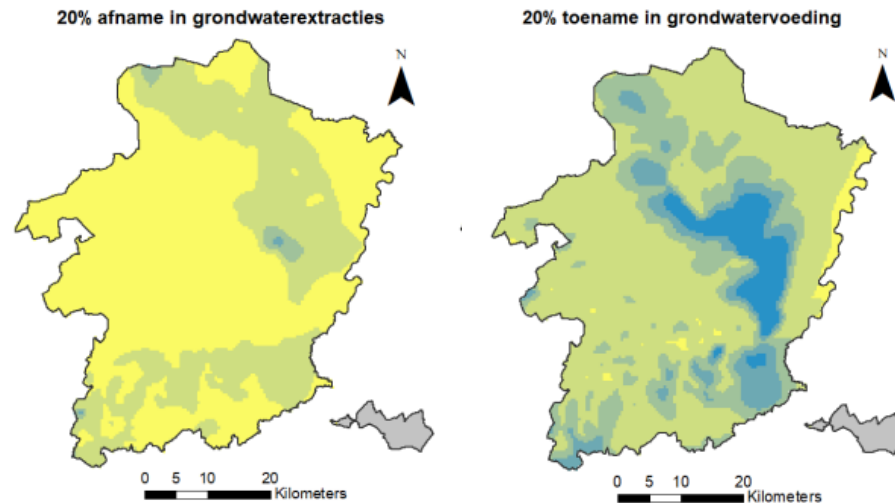 20% afname in grondwaterextracties
N
0 5 10 20
Kilometers
20% toename in grondwatervoeding
N
0 5 10 20
Kilometers